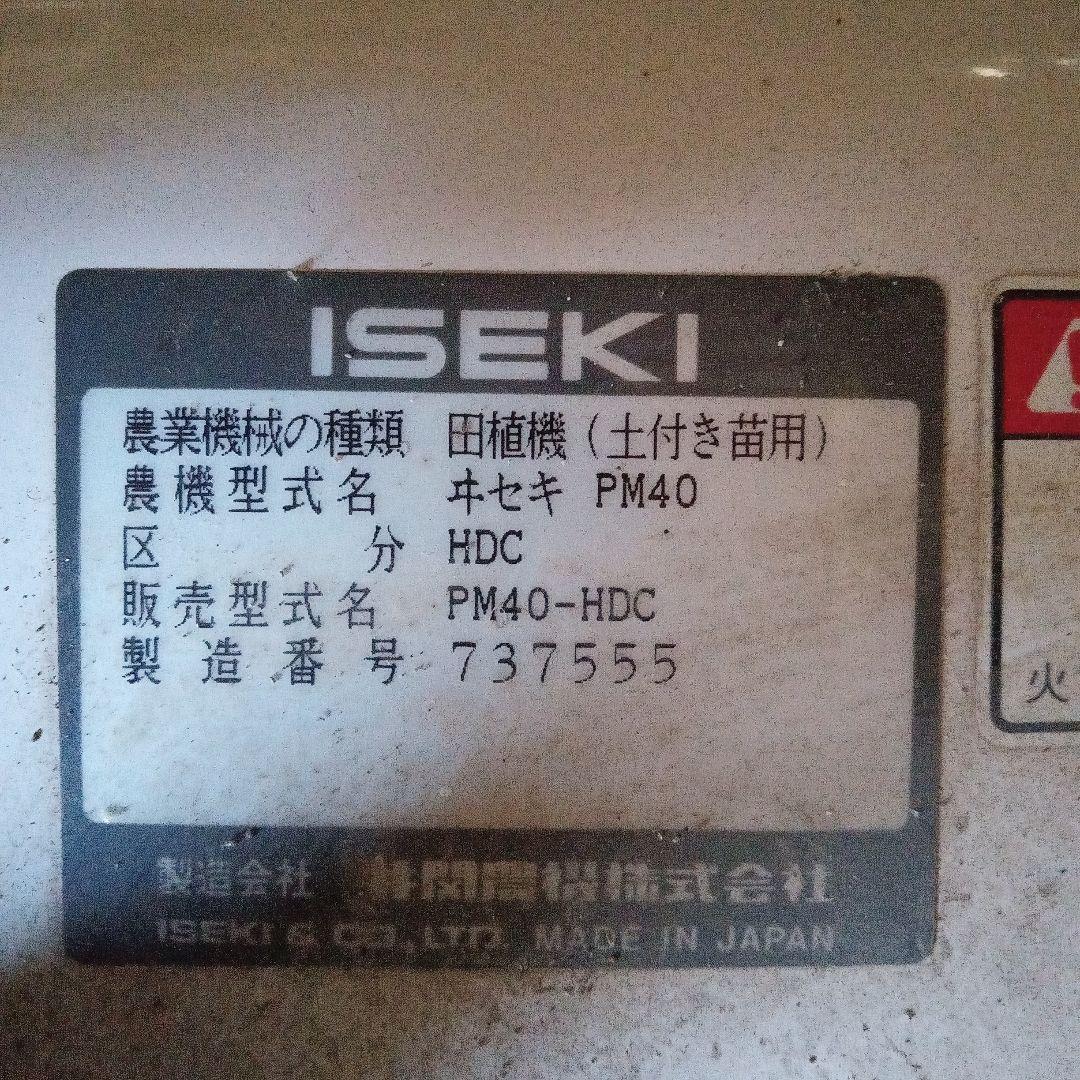 ISEKI
農業機械の種類 田植機(土付き苗用)
農機型式名 ヰセキ PM40
区分 HDC
販売型式名 PM40-HDC
製造番号 737555
製造会社 井関農機株式会社
ISEKI & CO., LTD. MADE IN JAPAN
火